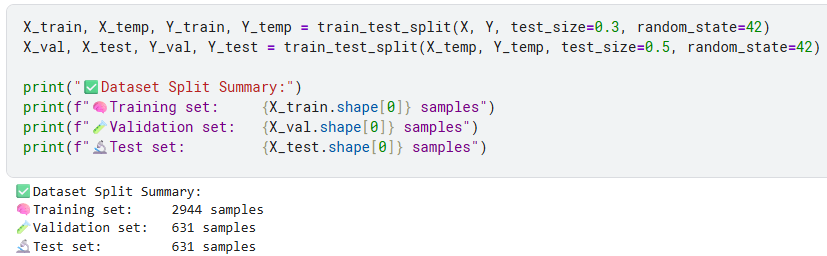 X_train, X_temp, Y_train, Y_temp = train_test_split(X, Y, test_size=0.3, random_state=42)
X_val, X_test, Y_val, Y_test = train_test_split(X_temp, Y_temp, test_size=0.5, random_state=42)
print("✅Dataset Split Summary:")
print(f"🧠Training set:     {X_train.shape[0]} samples")
print(f"🧪Validation set:   {X_val.shape[0]} samples")
print(f"🔬Test set:         {X_test.shape[0]} samples")
✅Dataset Split Summary:
🧠Training set:     2944 samples
🧪Validation set:   631 samples
🔬Test set:         631 samples